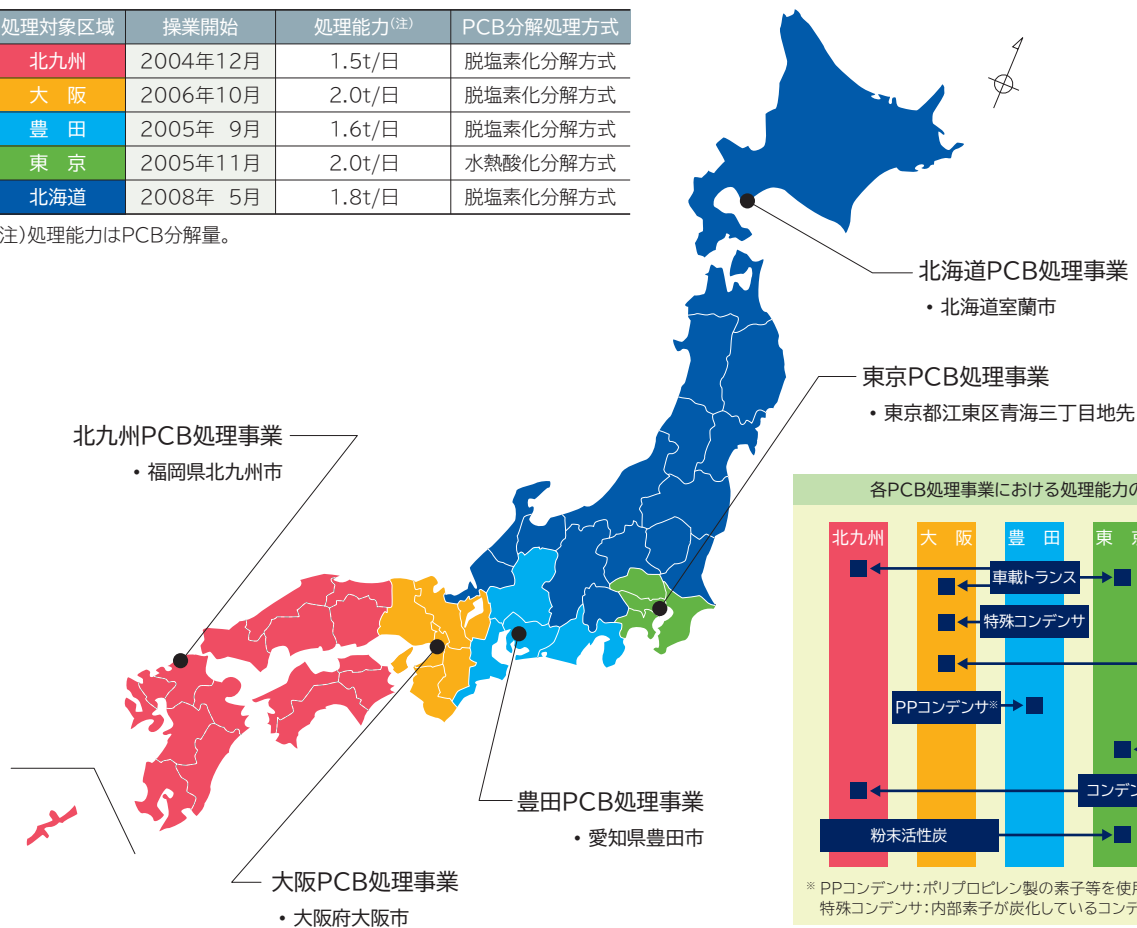 処理対象区域 操業開始 処理能力(注) PCB分解処理方式
北九州 2004年12月 1.5t/日 脱塩素化分解方式
大 阪 2006年10月 2.0t/日 脱塩素化分解方式
豊 田 2005年 9月 1.6t/日 脱塩素化分解方式
東 京 2005年11月 2.0t/日 水熱酸化分解方式
北海道 2008年 5月 1.8t/日 脱塩素化分解方式
注)処理能力はPCB分解量。
北海道PCB処理事業
・北海道室蘭市
東京PCB処理事業
・東京都江東区青海三丁目地先
北九州PCB処理事業
・福岡県北九州市
豊田PCB処理事業
・愛知県豊田市
大阪PCB処理事業
・大阪府大阪市
各PCB処理事業における処理能力の
北九州 大 阪 豊 田 東 京
車載トランス
特殊コンデンサ
PPコンデンサ※
コンデン
粉末活性炭
※ PPコンデンサ:ポリプロピレン製の素子等を使用
特殊コンデンサ:内部素子が炭化しているコンデ